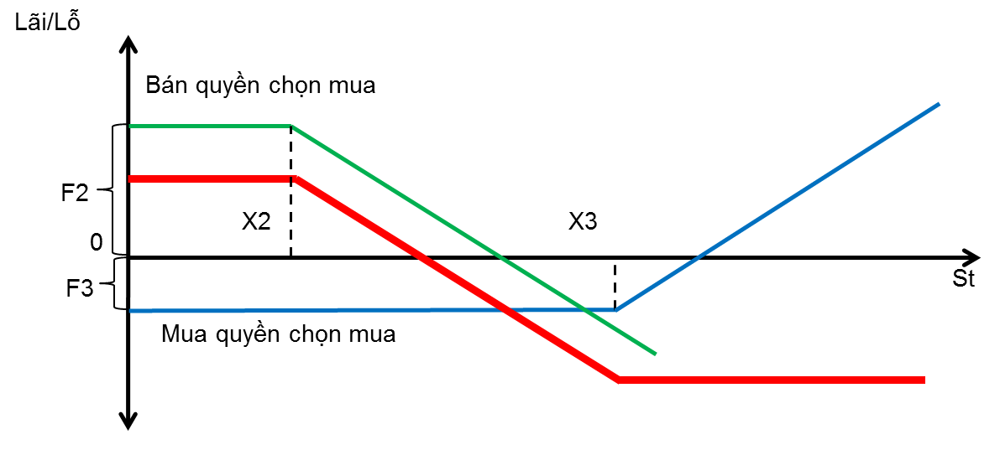 Lãi/Lỗ
Bán quyền chọn mua
F2
X2
X3
0
St
F3
Mua quyền chọn mua